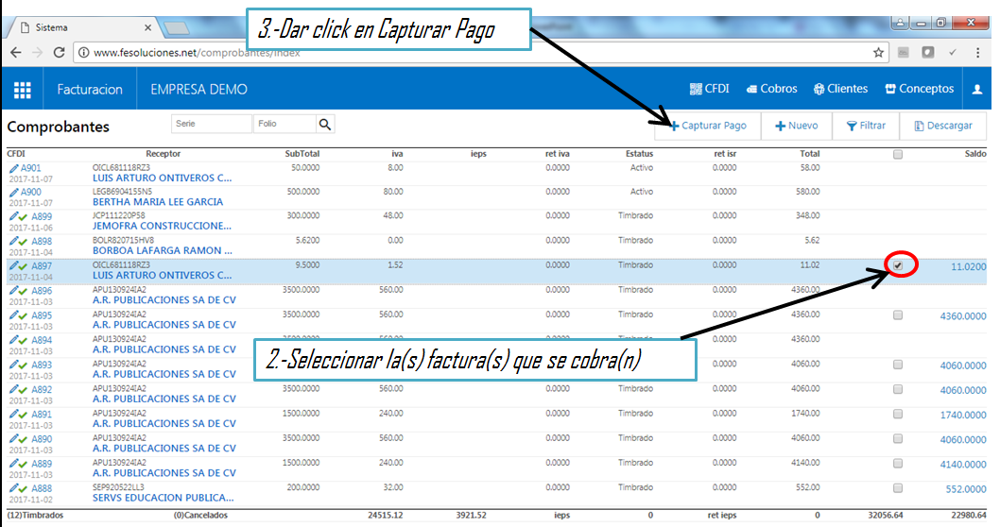 3.-Dar click en Capturar Pago
Sistema
www.fesoluciones.net/comprobantes/index
Facturacion EMPRESA DEMO CFDI Cobros Clientes Conceptos
Comprobantes Serie Folio Capturar Pago Nuevo Filtrar Descargar
CFDI Receptor SubTotal iva ieps ret iva Estatus ret isr Total Saldo
A901 OICL681118RZ3 50.0000 8.00 0.0000 Activo 0.0000 58.00
2017-11-07 LUIS ARTURO ONTIVEROS C...
A900 LEGB6904155N5 500.0000 80.00 0.0000 Activo 0.0000 580.00
2017-11-07 BERTHA MARIA LEE GARCIA
A899 JCP111220P58 300.0000 48.00 0.0000 Timbrado 0.0000 348.00
2017-11-06 JEMOFRA CONSTRUCCIONE...
A898 BOLR820715HV8 5.6200 0.00 0.0000 Timbrado 0.0000 5.62
2017-11-04 BORBOA LAFARGA RAMON ...
A897 OICL681118RZ3 9.5000 1.52 0.0000 Timbrado 0.0000 11.02 11.0200
2017-11-04 LUIS ARTURO ONTIVEROS C...
A896 APU130924IA2 3500.0000 560.00 0.0000 Timbrado 0.0000 4360.00
2017-11-03 A.R. PUBLICACIONES SA DE CV
A895 APU130924IA2 3500.0000 560.00 0.0000 Timbrado 0.0000 4360.00 4360.0000
2017-11-03 A.R. PUBLICACIONES SA DE CV
A894 APU130924IA2 3500.0000 560.00 0.0000 Timbrado 0.0000 4360.00
2017-11-03 A.R. PUBLICACIONES SA DE CV
2.-Seleccionar la(s) factura(s) que se cobra(n)
A893 APU130924IA2 4060.00 4060.0000
2017-11-03 A.R. PUBLICACIONES SA DE CV
A892 APU130924IA2 3500.0000 560.00 0.0000 Timbrado 0.0000 4060.00 4060.0000
2017-11-03 A.R. PUBLICACIONES SA DE CV
A891 APU130924IA2 1500.0000 240.00 0.0000 Timbrado 0.0000 1740.00 1740.0000
2017-11-03 A.R. PUBLICACIONES SA DE CV
A890 APU130924IA2 3500.0000 560.00 0.0000 Timbrado 0.0000 4060.00 4060.0000
2017-11-03 A.R. PUBLICACIONES SA DE CV
A889 APU130924IA2 1500.0000 240.00 0.0000 Timbrado 0.0000 4140.00 4140.0000
2017-11-03 A.R. PUBLICACIONES SA DE CV
A888 SEP920522LL3 200.0000 32.00 0.0000 Timbrado 0.0000 552.00 552.0000
2017-11-02 SERVS EDUCACION PUBLICA...
(12)Timbrados (0)Cancelados 24515.12 3921.52 ieps 0 ret ieps 0 32056.64 22980.64